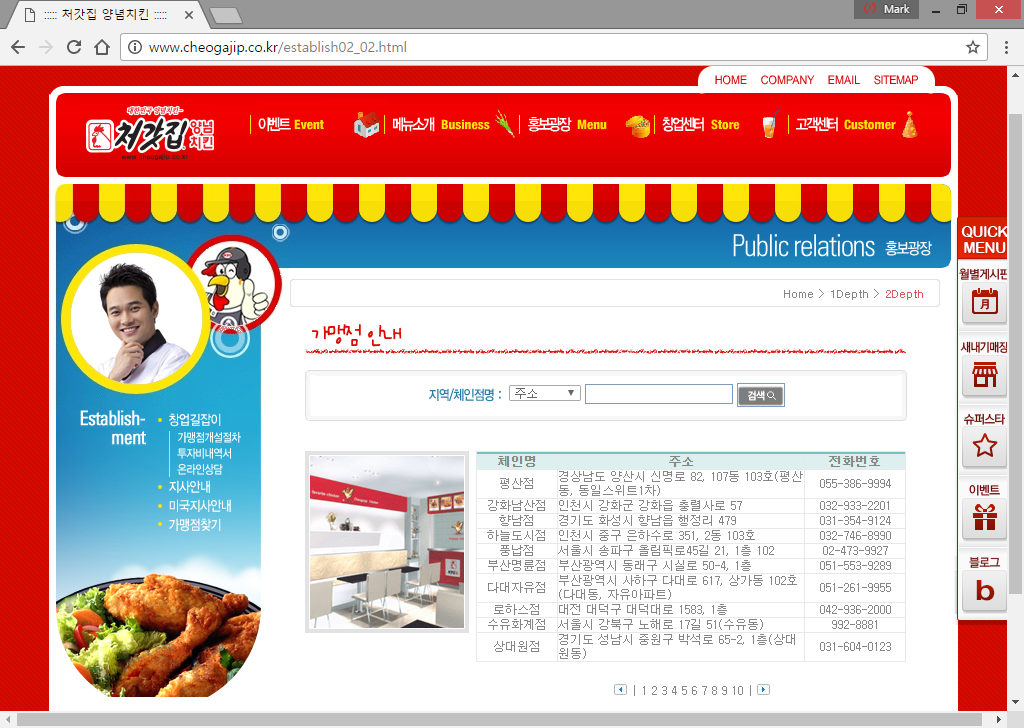 ::::: 처갓집 양념치킨 :::::
Mark
www.cheogajip.co.kr/establish02_02.html
HOME COMPANY EMAIL SITEMAP
대한민국 양념치킨~
처갓집 양념치킨
www.cheogajip.co.kr
이벤트 Event
메뉴소개 Business
홍보광장 Menu
창업센터 Store
고객센터 Customer
Public relations 홍보광장
QUICK
MENU
월별게시판
月
새내기매장
슈퍼스타
이벤트
블로그
b
Home > 1Depth > 2Depth
가맹점 안내
지역/체인점명 : 주소 검색
Establish-
ment
창업길잡이
가맹점개설절차
투자비내역서
온라인상담
지사안내
미국지사안내
가맹점찾기
체인명 주소 전화번호
평산점 경상남도 양산시 신명로 82, 107동 103호(평산
동, 동일스위트1차) 055-386-9994
강화남산점 인천시 강화군 강화읍 충렬사로 57 032-933-2201
향남점 경기도 화성시 향남읍 행정리 479 031-354-9124
하늘도시점 인천시 중구 은하수로 351, 2동 103호 032-746-8990
풍납점 서울시 송파구 올림픽로45길 21, 1층 102 02-473-9927
부산명륜점 부산광역시 동래구 시실로 50-4, 1층 051-553-9289
다대자유점 부산광역시 사하구 다대로 617, 상가동 102호
(다대동, 자유아파트) 051-261-9955
로하스점 대전 대덕구 대덕대로 1583, 1층 042-936-2000
수유화계점 서울시 강북구 노해로 17길 51(수유동) 992-8881
상대원점 경기도 성남시 중원구 박석로 65-2, 1층(상대
원동) 031-604-0123
| 1 2 3 4 5 6 7 8 9 10 |